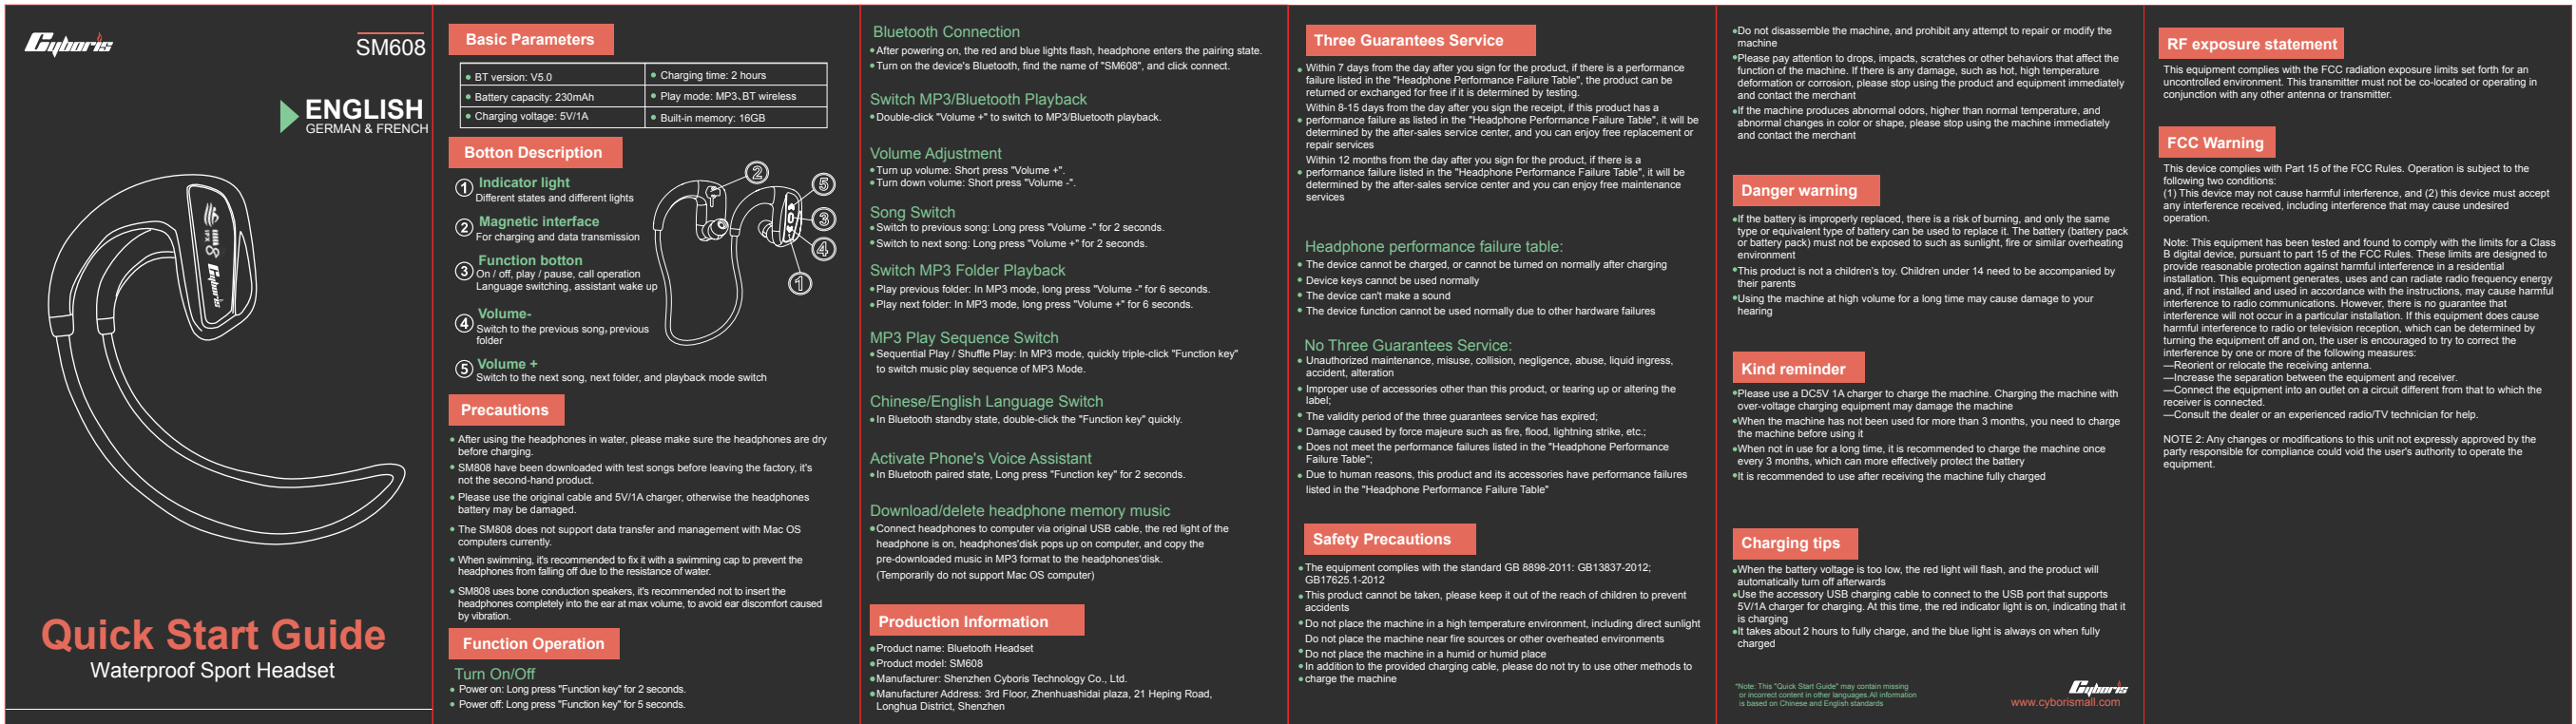 Cyboris
SM608
ENGLISH
GERMAN & FRENCH
IPX8
Cyboris
Quick Start Guide
Waterproof Sport Headset
Basic Parameters
BT version: V5.0
Charging time: 2 hours
Battery capacity: 230mAh
Play mode: MP3、BT wireless
Charging voltage: 5V/1A
Built-in memory: 16GB
Botton Description
1 Indicator light
Different states and different lights
2 Magnetic interface
For charging and data transmission
3 Function botton
On / off, play / pause, call operation
Language switching, assistant wake up
4 Volume-
Switch to the previous song, previous
folder
5 Volume +
Switch to the next song, next folder, and playback mode switch
2
5
3
4
1
Precautions
After using the headphones in water, please make sure the headphones are dry
before charging.
SM808 have been downloaded with test songs before leaving the factory, it's
not the second-hand product.
Please use the original cable and 5V/1A charger, otherwise the headphones
battery may be damaged.
The SM808 does not support data transfer and management with Mac OS
computers currently.
When swimming, it's recommended to fix it with a swimming cap to prevent the
headphones from falling off due to the resistance of water.
SM808 uses bone conduction speakers, it's recommended not to insert the
headphones completely into the ear at max volume, to avoid ear discomfort caused
by vibration.
Function Operation
Turn On/Off
Power on: Long press "Function key" for 2 seconds.
Power off: Long press "Function key" for 5 seconds.
Bluetooth Connection
After powering on, the red and blue lights flash, headphone enters the pairing state.
Turn on the device's Bluetooth, find the name of "SM608", and click connect.
Switch MP3/Bluetooth Playback
Double-click "Volume +" to switch to MP3/Bluetooth playback.
Volume Adjustment
Turn up volume: Short press "Volume +".
Turn down volume: Short press "Volume -".
Song Switch
Switch to previous song: Long press "Volume -" for 2 seconds.
Switch to next song: Long press "Volume +" for 2 seconds.
Switch MP3 Folder Playback
Play previous folder: In MP3 mode, long press "Volume -" for 6 seconds.
Play next folder: In MP3 mode, long press "Volume +" for 6 seconds.
MP3 Play Sequence Switch
Sequential Play / Shuffle Play: In MP3 mode, quickly triple-click "Function key"
to switch music play sequence of MP3 Mode.
Chinese/English Language Switch
In Bluetooth standby state, double-click the "Function key" quickly.
Activate Phone's Voice Assistant
In Bluetooth paired state, Long press "Function key" for 2 seconds.
Download/delete headphone memory music
Connect headphones to computer via original USB cable, the red light of the
headphone is on, headphones'disk pops up on computer, and copy the
pre-downloaded music in MP3 format to the headphones'disk.
(Temporarily do not support Mac OS computer)
Production Information
Product name: Bluetooth Headset
Product model: SM608
Manufacturer: Shenzhen Cyboris Technology Co., Ltd.
Manufacturer Address: 3rd Floor, Zhenhuashidai plaza, 21 Heping Road,
Longhua District, Shenzhen
Three Guarantees Service
Within 7 days from the day after you sign for the product, if there is a performance
failure listed in the "Headphone Performance Failure Table", the product can be
returned or exchanged for free if it is determined by testing.
Within 8-15 days from the day after you sign the receipt, if this product has a
performance failure as listed in the "Headphone Performance Failure Table", it will be
determined by the after-sales service center, and you can enjoy free replacement or
repair services
Within 12 months from the day after you sign for the product, if there is a
performance failure listed in the "Headphone Performance Failure Table", it will be
determined by the after-sales service center and you can enjoy free maintenance
services
Headphone performance failure table:
The device cannot be charged, or cannot be turned on normally after charging
Device keys cannot be used normally
The device can't make a sound
The device function cannot be used normally due to other hardware failures
No Three Guarantees Service:
Unauthorized maintenance, misuse, collision, negligence, abuse, liquid ingress,
accident, alteration
Improper use of accessories other than this product, or tearing up or altering the
label;
The validity period of the three guarantees service has expired;
Damage caused by force majeure such as fire, flood, lightning strike, etc.;
Does not meet the performance failures listed in the "Headphone Performance
Failure Table";
Due to human reasons, this product and its accessories have performance failures
listed in the "Headphone Performance Failure Table"
Safety Precautions
The equipment complies with the standard GB 8898-2011: GB13837-2012;
GB17625.1-2012
This product cannot be taken, please keep it out of the reach of children to prevent
accidents
Do not place the machine in a high temperature environment, including direct sunlight
Do not place the machine near fire sources or other overheated environments
Do not place the machine in a humid or humid place
In addition to the provided charging cable, please do not try to use other methods to
charge the machine
Do not disassemble the machine, and prohibit any attempt to repair or modify the
machine
Please pay attention to drops, impacts, scratches or other behaviors that affect the
function of the machine. If there is any damage, such as hot, high temperature
deformation or corrosion, please stop using the product and equipment immediately
and contact the merchant
If the machine produces abnormal odors, higher than normal temperature, and
abnormal changes in color or shape, please stop using the machine immediately
and contact the merchant
Danger warning
If the battery is improperly replaced, there is a risk of burning, and only the same
type or equivalent type of battery can be used to replace it. The battery (battery pack
or battery pack) must not be exposed to such as sunlight, fire or similar overheating
environment
This product is not a children's toy. Children under 14 need to be accompanied by
their parents
Using the machine at high volume for a long time may cause damage to your
hearing
Kind reminder
Please use a DC5V 1A charger to charge the machine. Charging the machine with
over-voltage charging equipment may damage the machine
When the machine has not been used for more than 3 months, you need to charge
the machine before using it
When not in use for a long time, it is recommended to charge the machine once
every 3 months, which can more effectively protect the battery
It is recommended to use after receiving the machine fully charged
Charging tips
When the battery voltage is too low, the red light will flash, and the product will
automatically turn off afterwards
Use the accessory USB charging cable to connect to the USB port that supports
5V/1A charger for charging. At this time, the red indicator light is on, indicating that it
is charging
It takes about 2 hours to fully charge, and the blue light is always on when fully
charged
*Note: This "Quick Start Guide" may contain missing
or incorrect content in other languages.All information
is based on Chinese and English standards
Cyboris
www.cyborismall.com
RF exposure statement
This equipment complies with the FCC radiation exposure limits set forth for an
uncontrolled environment. This transmitter must not be co-located or operating in
conjunction with any other antenna or transmitter.
FCC Warning
This device complies with Part 15 of the FCC Rules. Operation is subject to the
following two conditions:
(1) This device may not cause harmful interference, and (2) this device must accept
any interference received, including interference that may cause undesired
operation.
Note: This equipment has been tested and found to comply with the limits for a Class
B digital device, pursuant to part 15 of the FCC Rules. These limits are designed to
provide reasonable protection against harmful interference in a residential
installation. This equipment generates, uses and can radiate radio frequency energy
and, if not installed and used in accordance with the instructions, may cause harmful
interference to radio communications. However, there is no guarantee that
interference will not occur in a particular installation. If this equipment does cause
harmful interference to radio or television reception, which can be determined by
turning the equipment off and on, the user is encouraged to try to correct the
interference by one or more of the following measures:
—Reorient or relocate the receiving antenna.
—Increase the separation between the equipment and receiver.
—Connect the equipment into an outlet on a circuit different from that to which the
receiver is connected.
—Consult the dealer or an experienced radio/TV technician for help.
NOTE 2: Any changes or modifications to this unit not expressly approved by the
party responsible for compliance could void the user's authority to operate the
equipment.